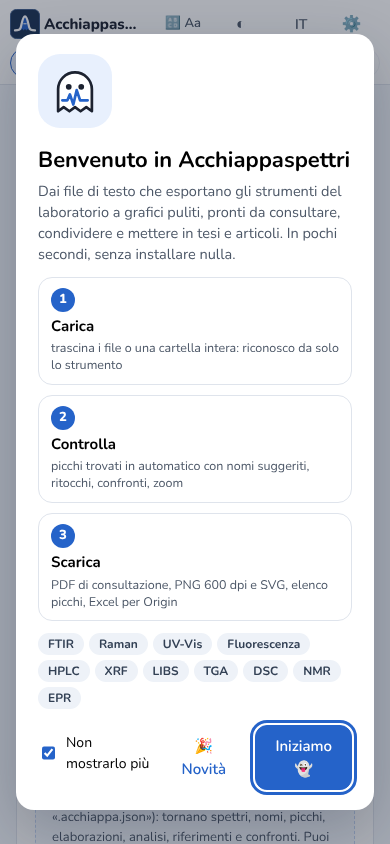 Acchiappas... Aa IT
Benvenuto in Acchiappaspettri
Dai file di testo che esportano gli strumenti del
laboratorio a grafici puliti, pronti da consultare,
condividere e mettere in tesi e articoli. In pochi
secondi, senza installare nulla.
1
Carica
trascina i file o una cartella intera: riconosco da solo
lo strumento
2
Controlla
picchi trovati in automatico con nomi suggeriti,
ritocchi, confronti, zoom
3
Scarica
PDF di consultazione, PNG 600 dpi e SVG, elenco
picchi, Excel per Origin
FTIR Raman UV-Vis Fluorescenza
HPLC XRF LIBS TGA DSC NMR
EPR
Non
mostrarlo più
🎉
Novità
Iniziamo
👻
«.acchiappa.json»): tornano spettri, nomi, picchi,
elaborazioni, analisi, riferimenti e confronti. Puoi